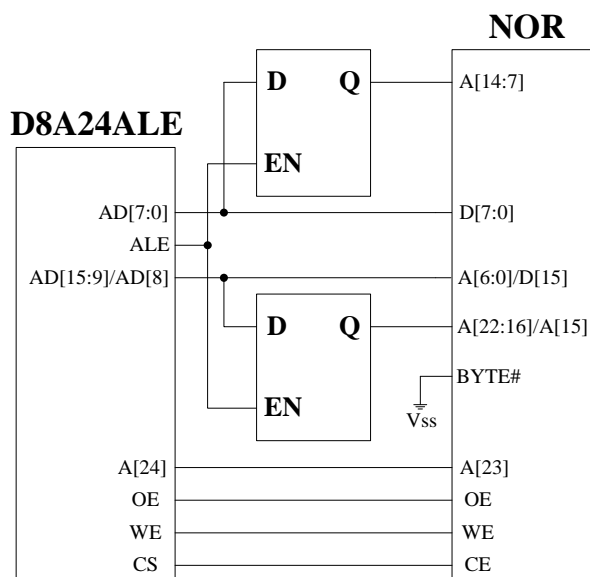 NOR
D Q A[14:7]
D8A24ALE
EN
AD[7:0] D[7:0]
ALE
AD[15:9]/AD[8] A[6:0]/D[15]
D Q A[22:16]/A[15]
BYTE#
EN Vss
A[24] A[23]
OE OE
WE WE
CS CE